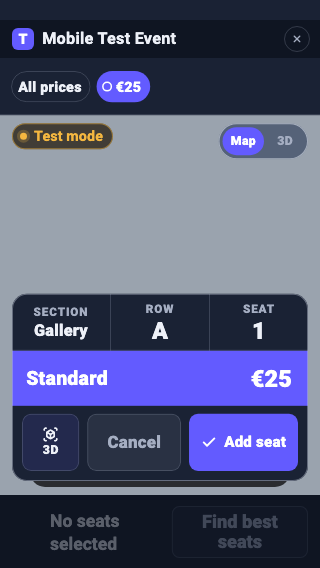 T Mobile Test Event
All prices €25
Test mode
Map 3D
SECTION ROW SEAT
Gallery A 1
Standard €25
3D Cancel Add seat
No seats
selected
Find best
seats